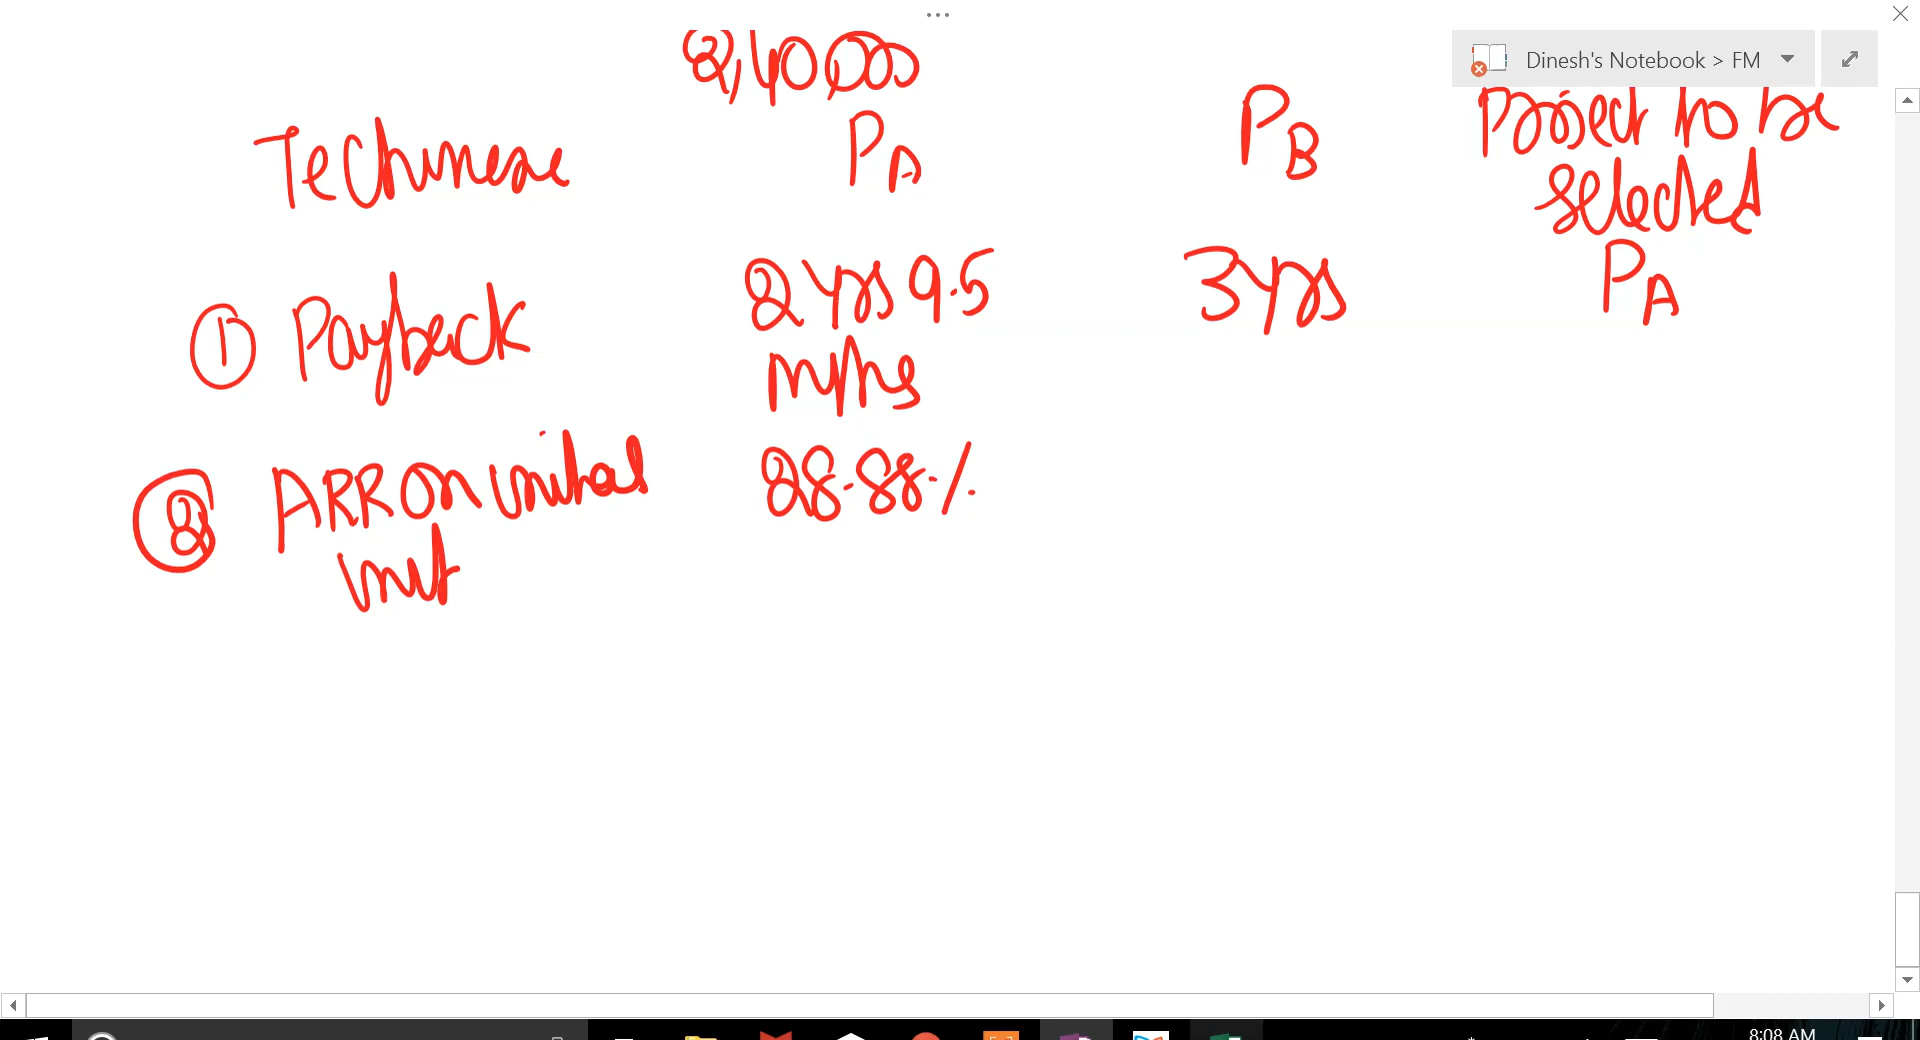 2,40,000
Dinesh's Notebook > FM
Technique PA PB Project to be
selected
① Payback 2 yrs 9.5 3 yrs PA
mths
② ARR on initial 28.88%
invt
8:08 AM